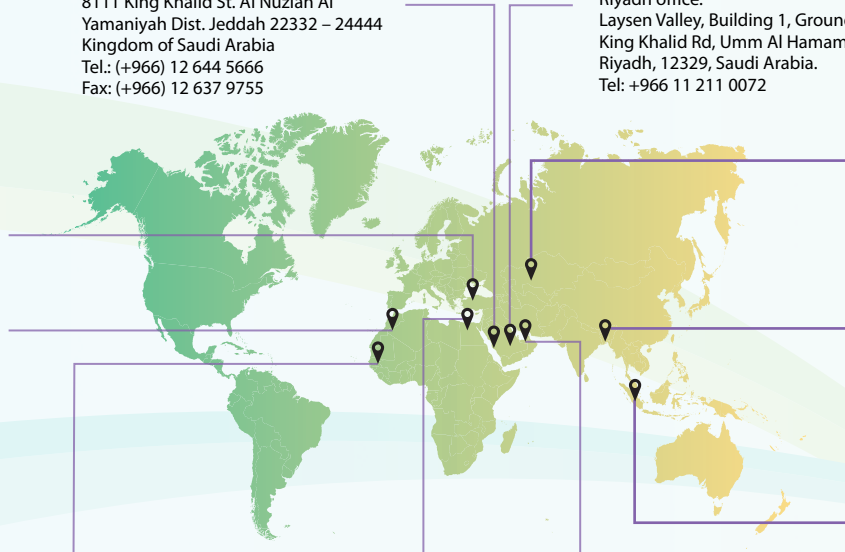 8111 King Khalid St. Al Nuzlah Al
Yamaniyah Dist. Jeddah 22332 – 24444
Kingdom of Saudi Arabia
Tel.: (+966) 12 644 5666
Fax: (+966) 12 637 9755
Riyadh office:
Laysen Valley, Building 1, Groun
King Khalid Rd, Umm Al Hamam
Riyadh, 12329, Saudi Arabia.
Tel: +966 11 211 0072